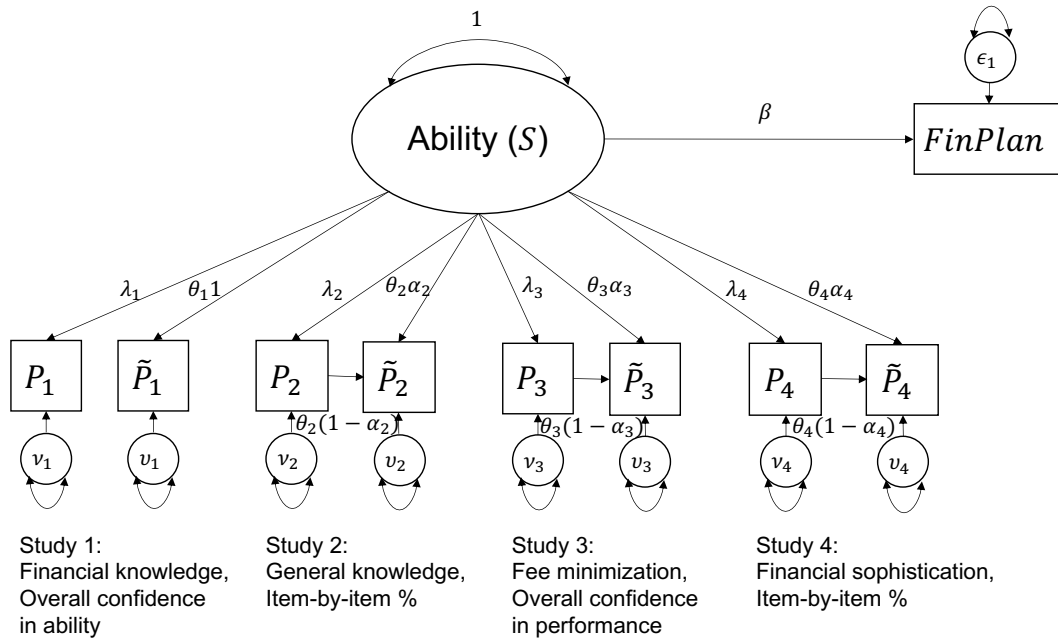 1
ϵ₁
Ability (S)
β
FinPlan
λ₁
θ₁1
λ₂
θ₂α₂
λ₃
θ₃α₃
λ₄
θ₄α₄
P₁
P̃₁
P₂
P̃₂
P₃
P̃₃
P₄
P̃₄
θ₂(1 − α₂)
θ₃(1 − α₃)
θ₄(1 − α₄)
ν₁
υ₁
ν₂
υ₂
ν₃
υ₃
ν₄
υ₄
Study 1:
Financial knowledge,
Overall confidence
in ability
Study 2:
General knowledge,
Item-by-item %
Study 3:
Fee minimization,
Overall confidence
in performance
Study 4:
Financial sophistication,
Item-by-item %